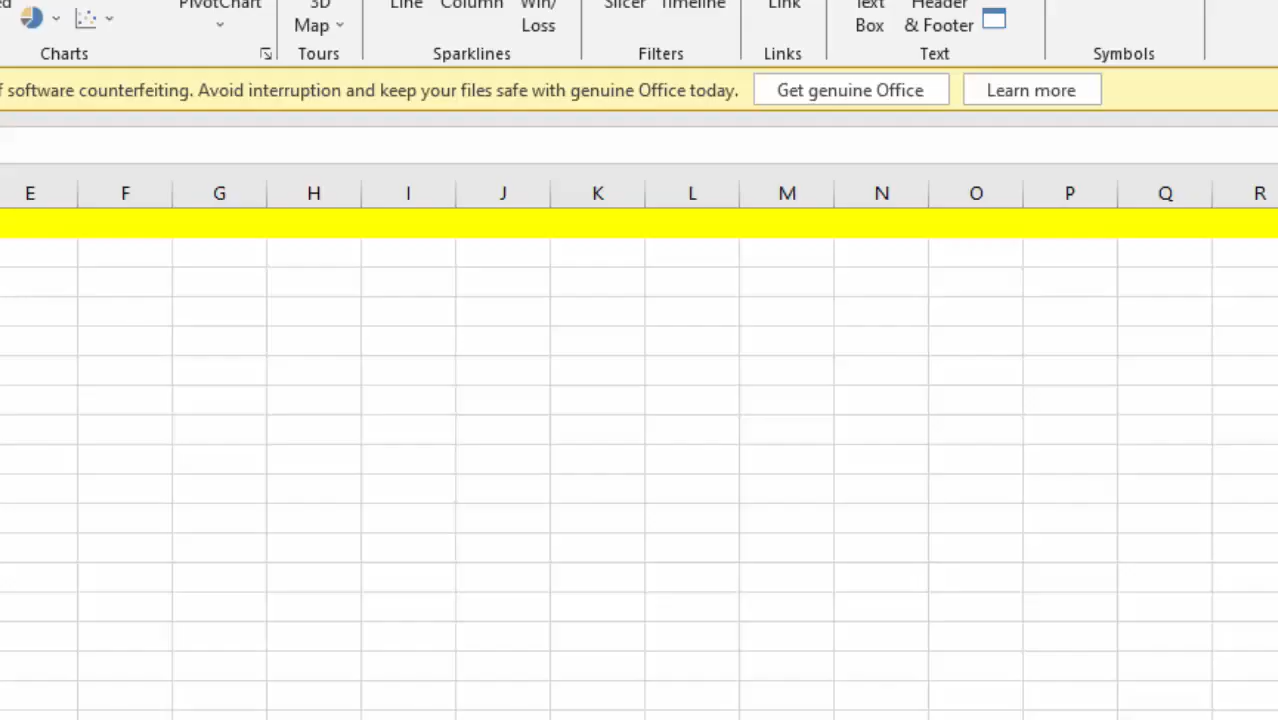 PivotChart 3D Line Column Win/ Slicer Timeline Link Text Header
Map Loss Box & Footer
Charts Tours Sparklines Filters Links Text Symbols
software counterfeiting. Avoid interruption and keep your files safe with genuine Office today. Get genuine Office Learn more
E F G H I J K L M N O P Q R